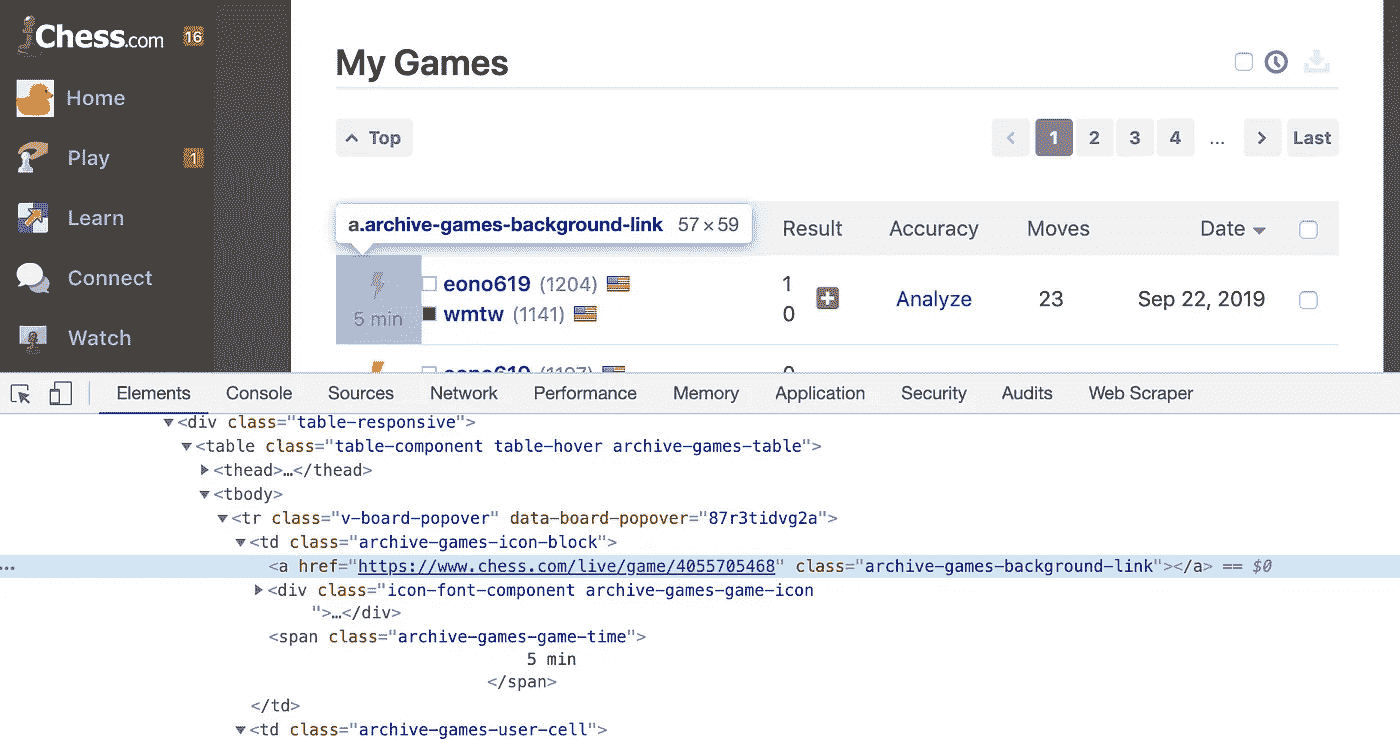 Chess.com 16
Home
Play 1
Learn
Connect
Watch
My Games
Top
< 1 2 3 4 ... > Last
a.archive-games-background-link 57 × 59
Result Accuracy Moves Date
5 min
eono619 (1204) 1
wmtw (1141) 0
Analyze 23 Sep 22, 2019
eono619 (1197) 0
Elements Console Sources Network Performance Memory Application Security Audits Web Scraper
▼<div class="table-responsive">
▼<table class="table-component table-hover archive-games-table">
▶<thead>…</thead>
▼<tbody>
▼<tr class="v-board-popover" data-board-popover="87r3tidvg2a">
▼<td class="archive-games-icon-block">
… <a href="https://www.chess.com/live/game/4055705468" class="archive-games-background-link"></a> == $0
▶<div class="icon-font-component archive-games-game-icon
">…</div>
<span class="archive-games-game-time">
5 min
</span>
</td>
▼<td class="archive-games-user-cell">